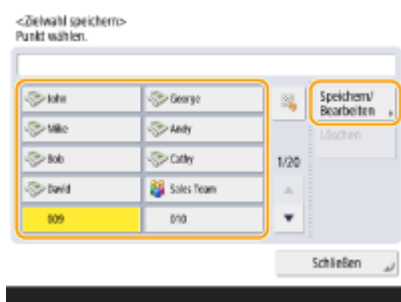 <Zielwahl speichern>
Punkt wählen.
John
George
Mike
Andy
Bob
Cathy
David
Sales Team
009
010
1/20
Speichern/
Bearbeiten
Löschen
Schließen